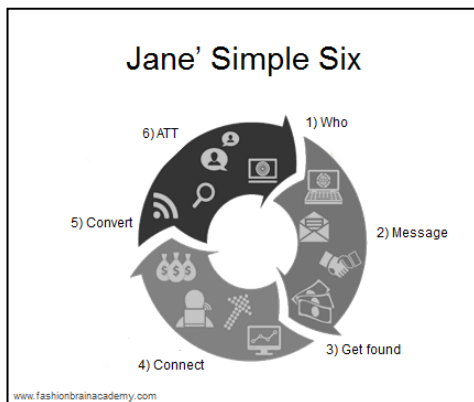 Jane' Simple Six
1) Who
2) Message
3) Get found
4) Connect
5) Convert
6) ATT
$ $ $
www.fashionbrainacademy.com